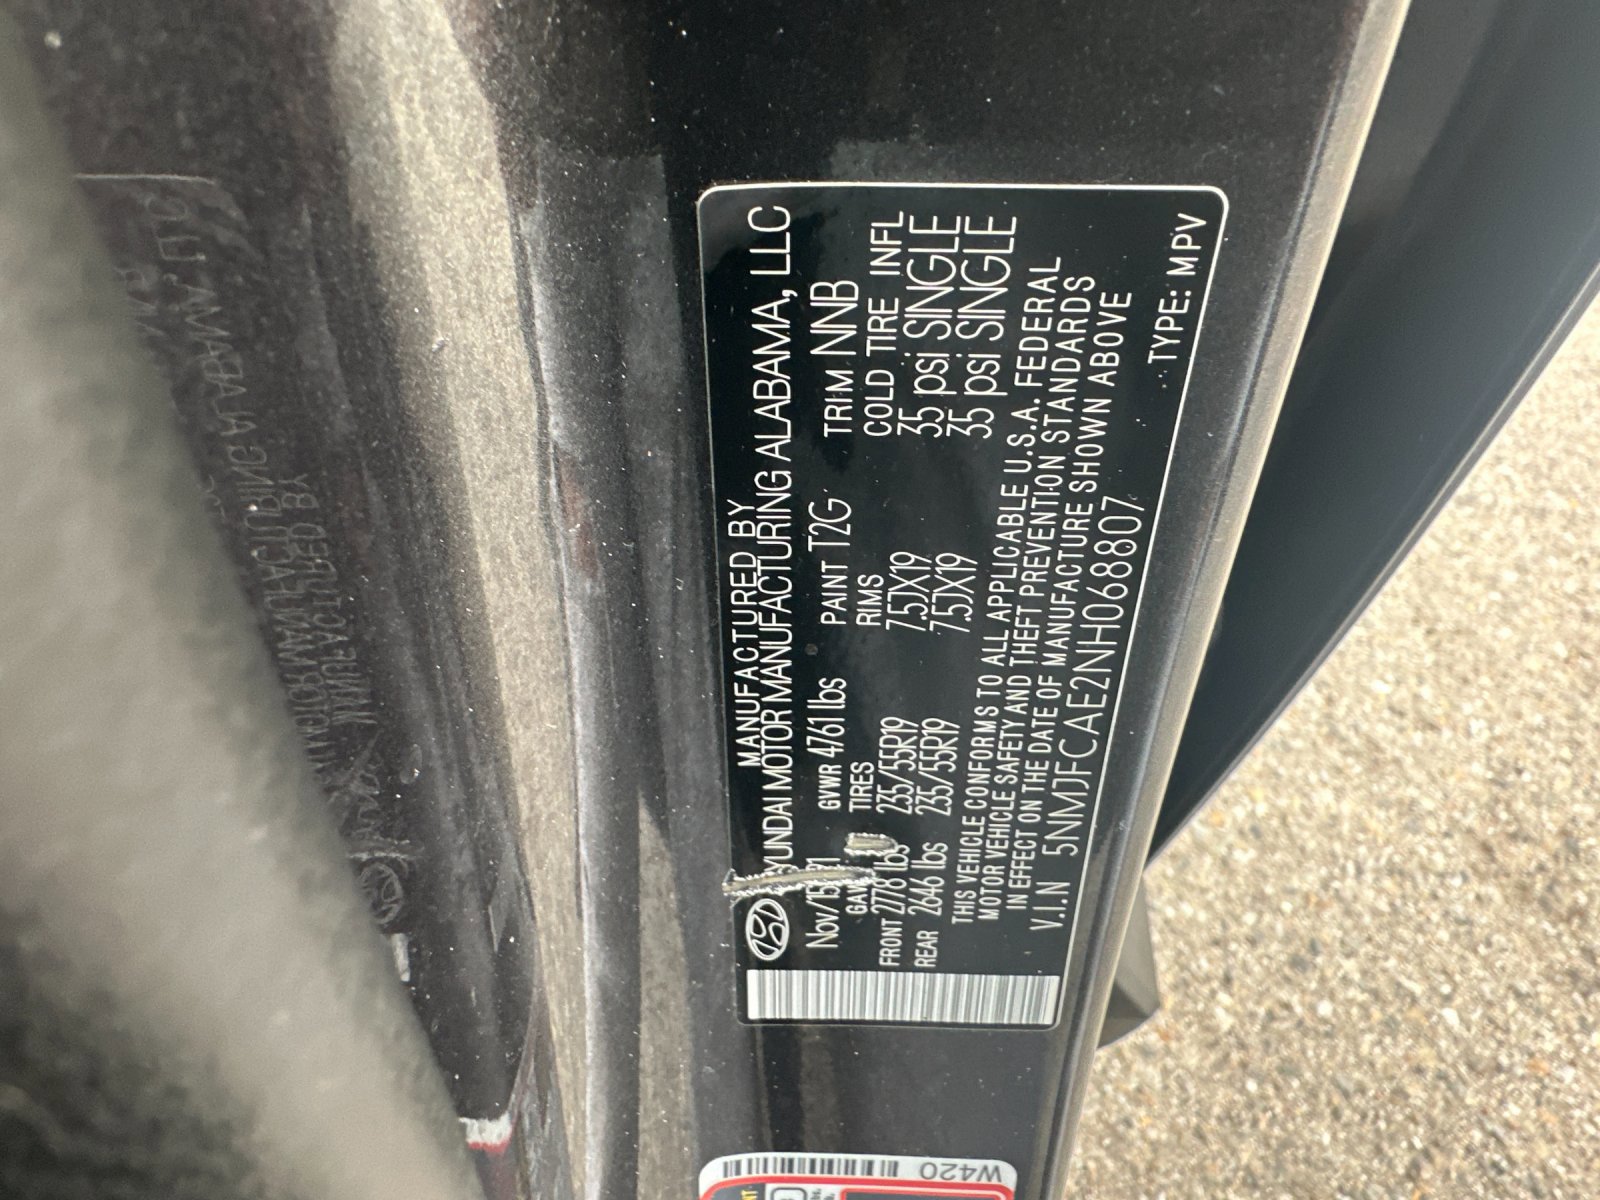 MANUFACTURED BY
HYUNDAI MOTOR MANUFACTURING ALABAMA, LLC
GVWR 4761 lbs PAINT T2G TRIM NNB
TIRES RIMS COLD TIRE INFL
FRONT 2778 lbs 235/55R19 7.5JX19 35 psi SINGLE
REAR 2646 lbs 235/55R19 7.5JX19 35 psi SINGLE
THIS VEHICLE CONFORMS TO ALL APPLICABLE U.S.A. FEDERAL
MOTOR VEHICLE SAFETY AND THEFT PREVENTION STANDARDS
IN EFFECT ON THE DATE OF MANUFACTURE SHOWN ABOVE
V.I.N 5NMJFCAE2NH068807
TYPE: MPV
W420